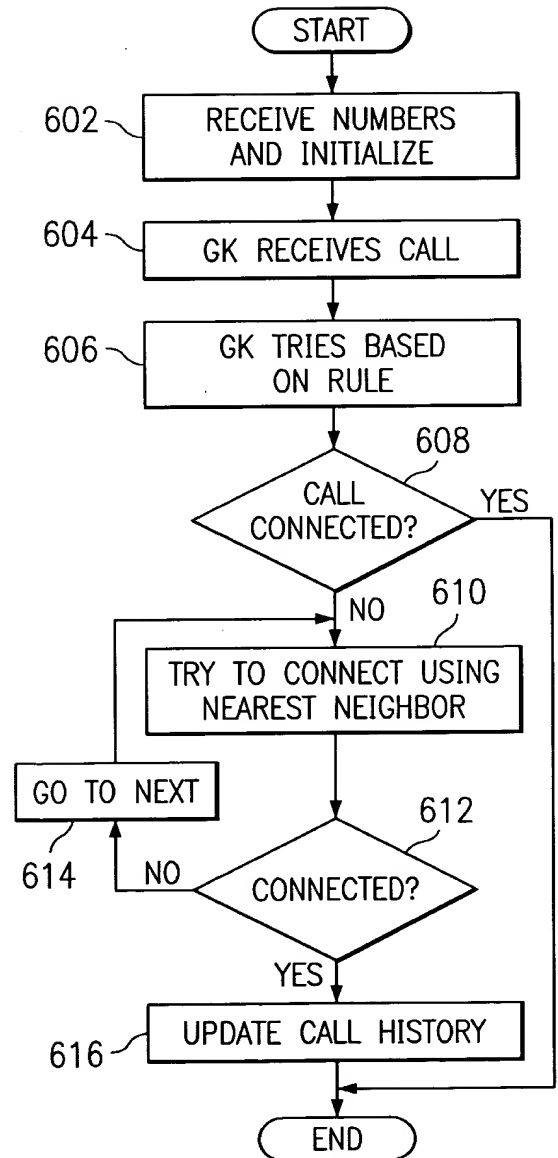 START
602
RECEIVE NUMBERS
AND INITIALIZE
604
GK RECEIVES CALL
606
GK TRIES BASED
ON RULE
608
CALL
CONNECTED?
YES
NO
610
TRY TO CONNECT USING
NEAREST NEIGHBOR
GO TO NEXT
614
612
NO
CONNECTED?
YES
UPDATE CALL HISTORY
616
END